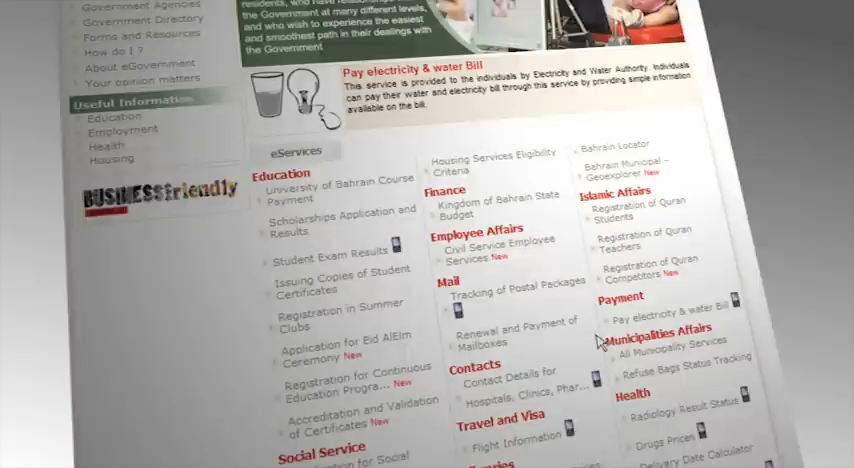 Government Agencies
Government Directory
Forms and Resources
How do I ?
About eGovernment
Your opinion matters
Useful Information
Education
Employment
Health
Housing
BUSINESSfriendly
the Government at many different levels,
and who wish to experience the easiest
and smoothest path in their dealings with
the Government
Pay electricity & water Bill
This service is provided to the individuals by Electricity and Water Authority. Individuals
can pay their water and electricity bill through this service by providing simple information
available on the bill.
eServices
Education
University of Bahrain Course
Payment
Scholarships Application and
Results
Student Exam Results
Issuing Copies of Student
Certificates
Registration in Summer
Clubs
Application for Eid AlElm
Ceremony New
Registration for Continuous
Education Progra... New
Accreditation and Validation
of Certificates New
Social Service
for Social
Housing Services Eligibility
Criteria
Finance
Kingdom of Bahrain State
Budget
Employee Affairs
Civil Service Employee
Services New
Mail
Tracking of Postal Packages
Renewal and Payment of
Mailboxes
Contacts
Contact Details for
Hospitals, Clinics, Phar...
Travel and Visa
Flight Information
Bahrain Locator
Bahrain Municipal –
Geoexplorer New
Islamic Affairs
Registration of Quran
Students
Registration of Quran
Teachers
Registration of Quran
Competitors New
Payment
Pay electricity & water Bill
Municipalities Affairs
All Municipality Services
Refuse Bags Status Tracking
Health
Radiology Result Status
Drugs Prices
Delivery Date Calculator